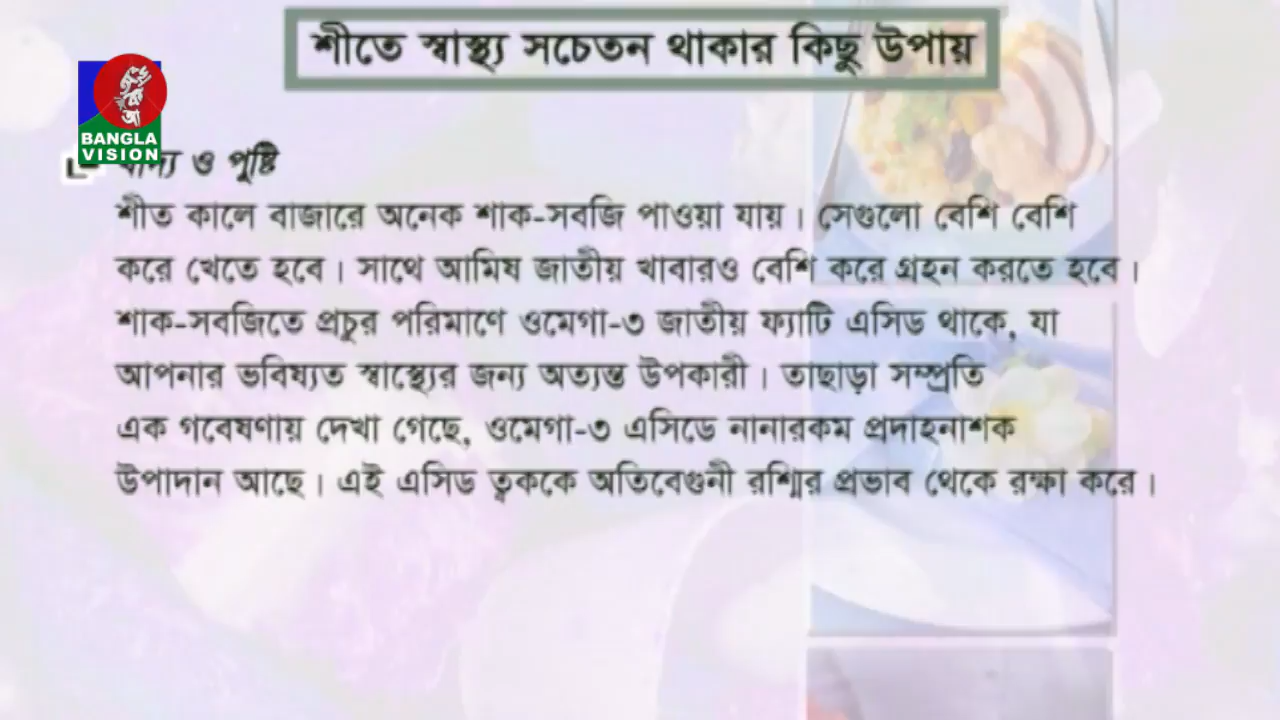 শীতে স্বাস্থ্য সচেতন থাকার কিছু উপায়
BANGLA
VISION
ও পুষ্টি
শীত কালে বাজারে অনেক শাক-সবজি পাওয়া যায়। সেগুলো বেশি বেশি
করে খেতে হবে। সাথে আমিষ জাতীয় খাবারও বেশি করে গ্রহন করতে হবে।
শাক-সবজিতে প্রচুর পরিমাণে ওমেগা-৩ জাতীয় ফ্যাটি এসিড থাকে, যা
আপনার ভবিষ্যত স্বাস্থ্যের জন্য অত্যন্ত উপকারী। তাছাড়া সম্প্রতি
এক গবেষণায় দেখা গেছে, ওমেগা-৩ এসিডে নানারকম প্রদাহনাশক
উপাদান আছে। এই এসিড ত্বককে অতিবেগুনী রশ্মির প্রভাব থেকে রক্ষা করে।